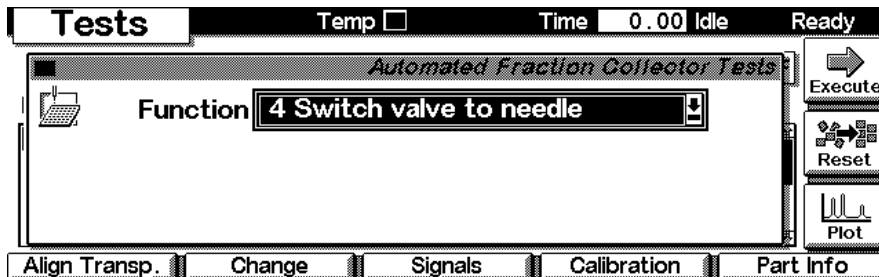 Tests Temp Time 0.00 Idle Ready
Automated Fraction Collector Tests
Function 4 Switch valve to needle
Execute
Reset
Plot
Align Transp. Change Signals Calibration Part Info